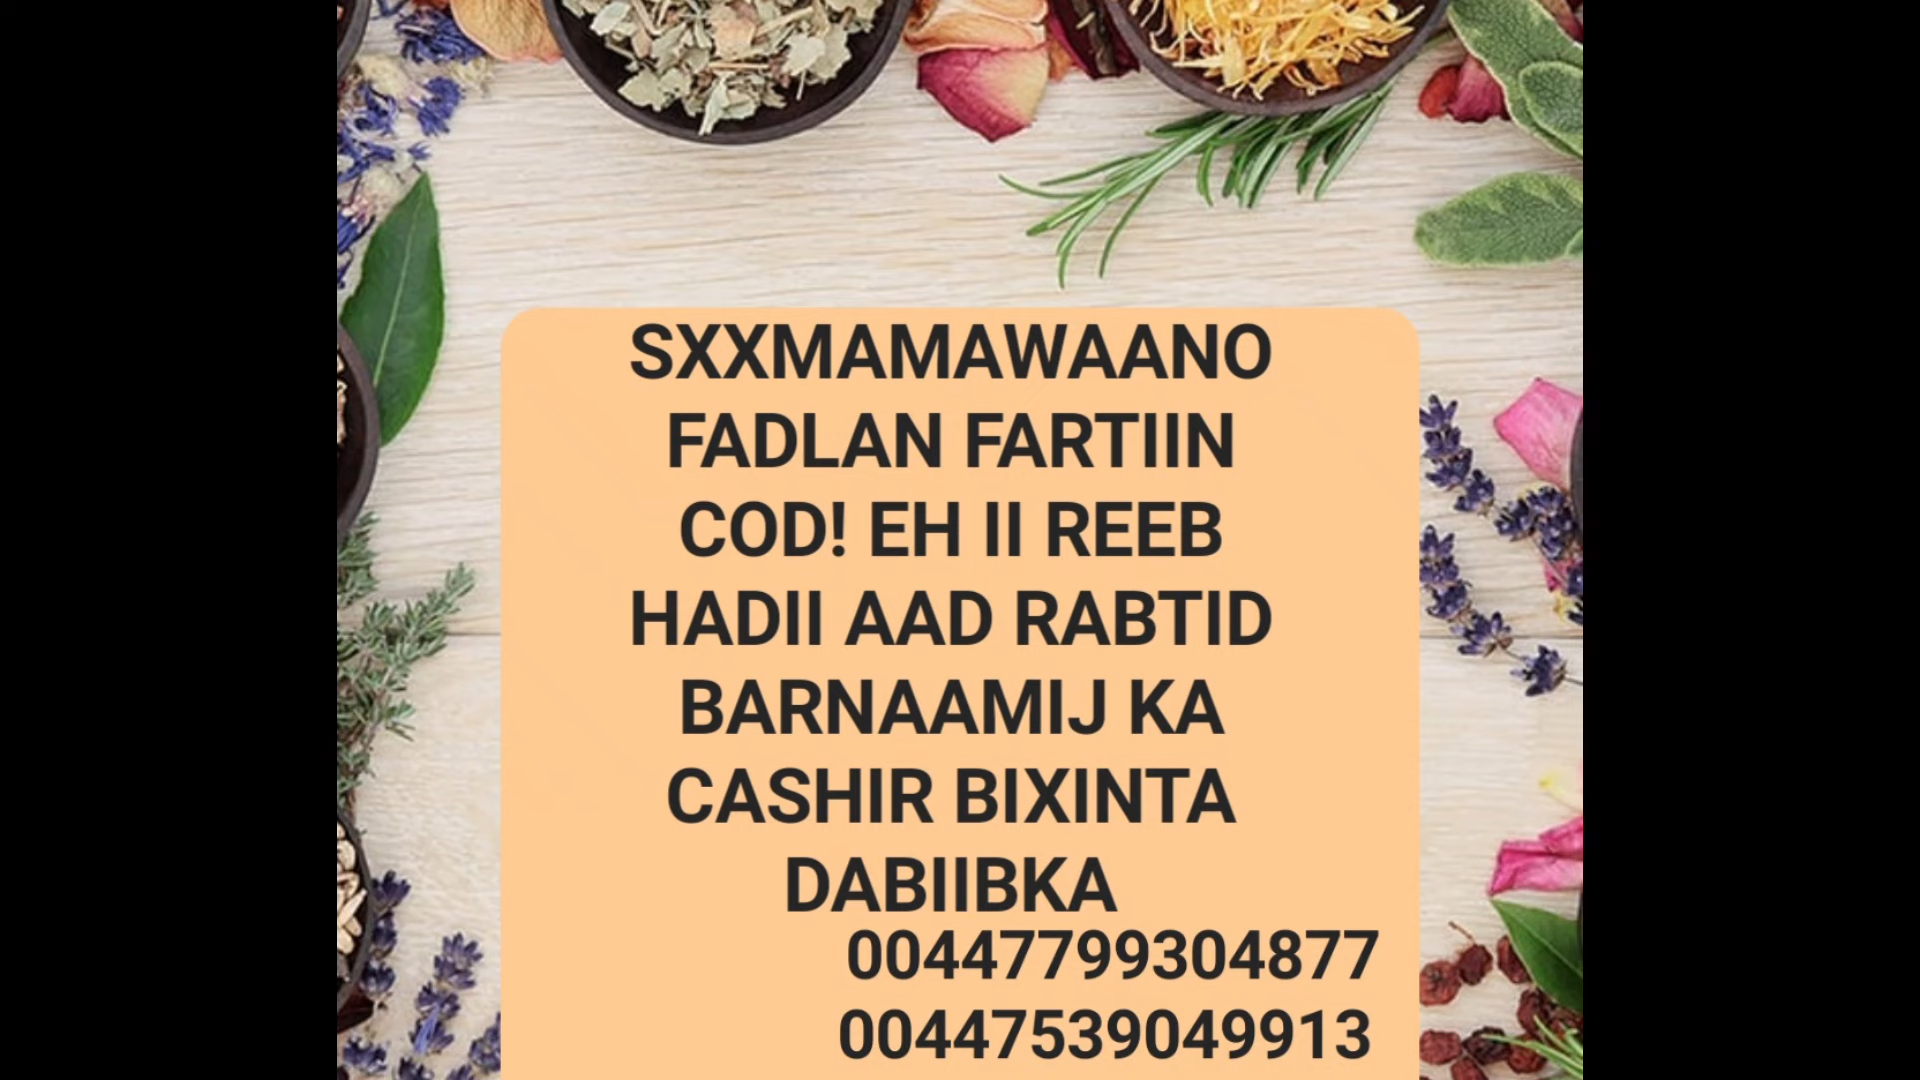 SXXMAMAWAANO
FADLAN FARTIIN
COD! EH II REEB
HADII AAD RABTID
BARNAAMIJ KA
CASHIR BIXINTA
DABIIBKA
00447799304877
00447539049913